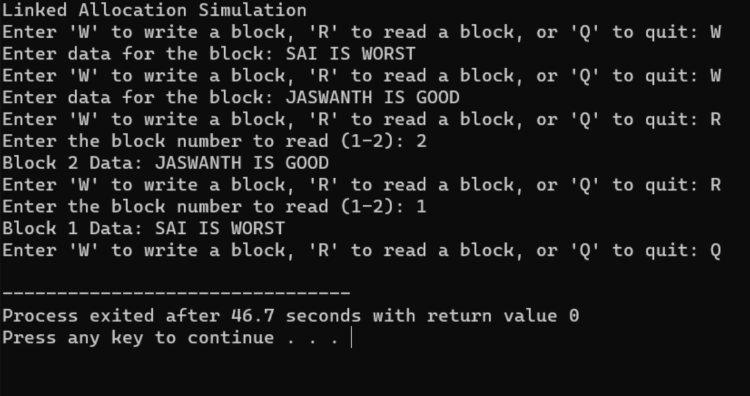 Linked Allocation Simulation
Enter 'W' to write a block, 'R' to read a block, or 'Q' to quit: W
Enter data for the block: SAI IS WORST
Enter 'W' to write a block, 'R' to read a block, or 'Q' to quit: W
Enter data for the block: JASWANTH IS GOOD
Enter 'W' to write a block, 'R' to read a block, or 'Q' to quit: R
Enter the block number to read (1-2): 2
Block 2 Data: JASWANTH IS GOOD
Enter 'W' to write a block, 'R' to read a block, or 'Q' to quit: R
Enter the block number to read (1-2): 1
Block 1 Data: SAI IS WORST
Enter 'W' to write a block, 'R' to read a block, or 'Q' to quit: Q
--------------------------------
Process exited after 46.7 seconds with return value 0
Press any key to continue . . .